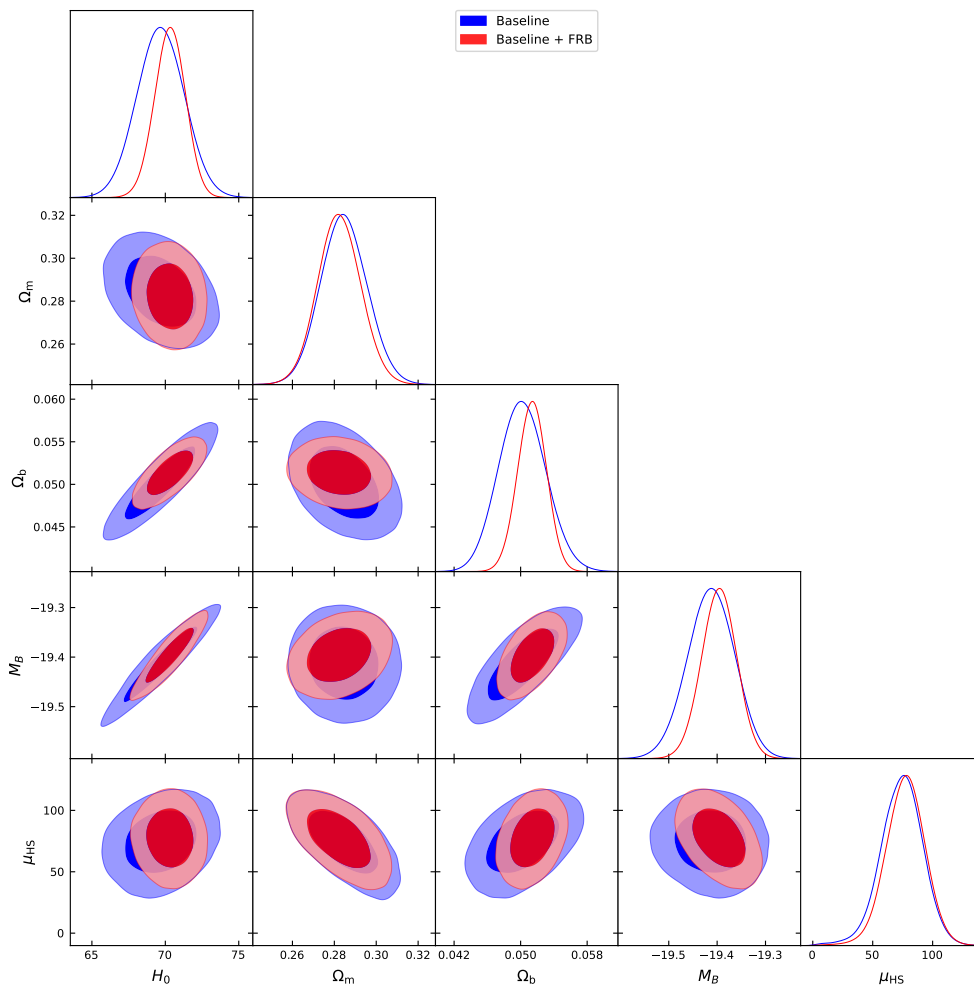 Baseline
Baseline + FRB
0.32
0.30
Ωm
0.28
0.26
0.060
0.055
Ωb
0.050
0.045
−19.3
MB
−19.4
−19.5
100
μHS
50
0
65 70 75
0.26 0.28 0.30 0.32
0.042 0.050 0.058
−19.5 −19.4 −19.3
0 50 100
H0 Ωm Ωb MB μHS